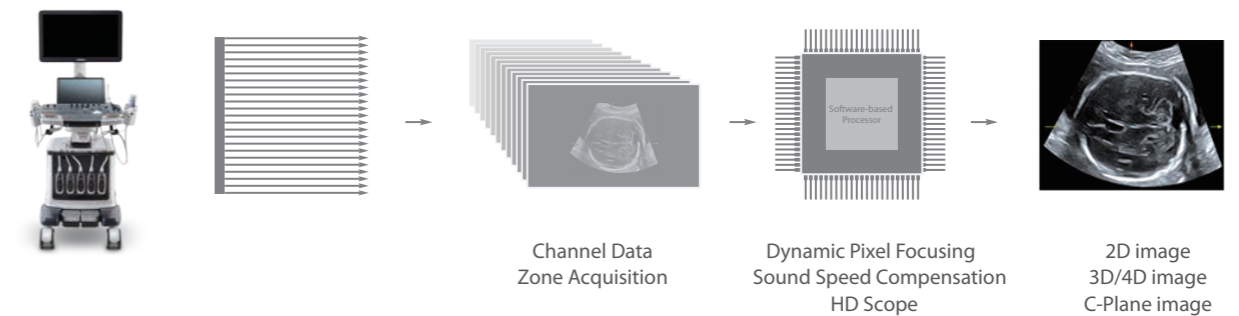 Software-based
Processor
Channel Data
Zone Acquisition
Dynamic Pixel Focusing
Sound Speed Compensation
HD Scope
2D image
3D/4D image
C-Plane image